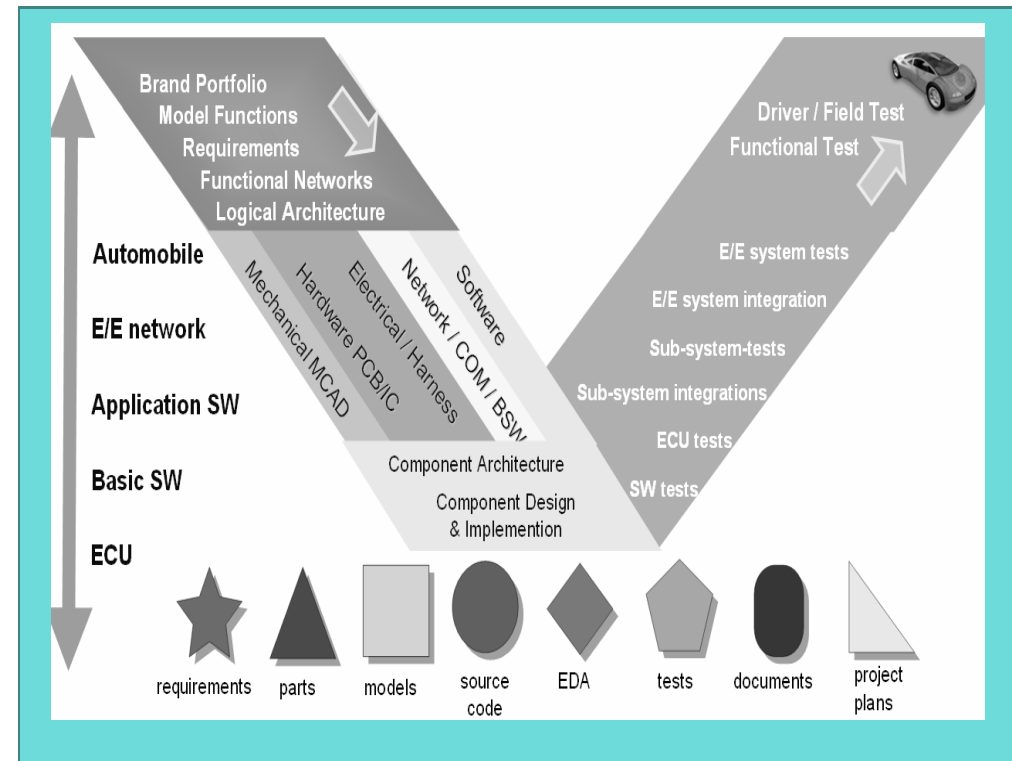 Brand Portfolio
Model Functions
Requirements
Functional Networks
Logical Architecture
Driver / Field Test
Functional Test
Automobile
E/E network
Application SW
Basic SW
ECU
Mechanical MCAD
Hardware PCB/IC
Electrical / Harness
Network / COM / BSW
Software
E/E system tests
E/E system integration
Sub-system-tests
Sub-system integrations
ECU tests
SW tests
Component Architecture
Component Design
& Implemention
requirements
parts
models
source
code
EDA
tests
documents
project
plans